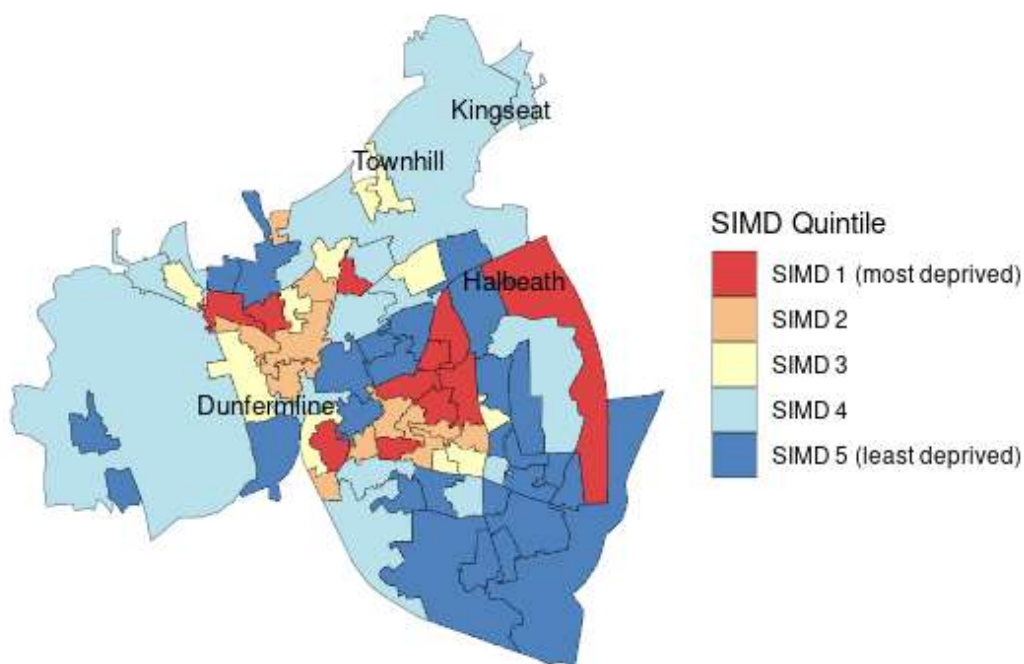 Kingseat
Townhill
Halbeath
Dunfermline
SIMD Quintile
SIMD 1 (most deprived)
SIMD 2
SIMD 3
SIMD 4
SIMD 5 (least deprived)